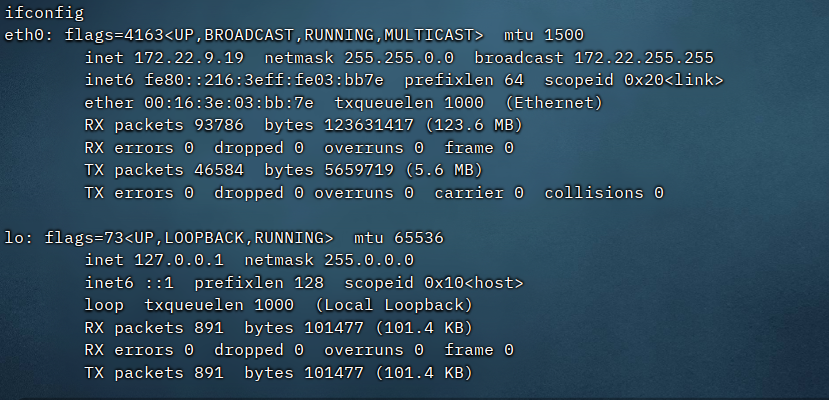 ifconfig
eth0: flags=4163<UP,BROADCAST,RUNNING,MULTICAST>  mtu 1500
        inet 172.22.9.19  netmask 255.255.0.0  broadcast 172.22.255.255
        inet6 fe80::216:3eff:fe03:bb7e  prefixlen 64  scopeid 0x20<link>
        ether 00:16:3e:03:bb:7e  txqueuelen 1000  (Ethernet)
        RX packets 93786  bytes 123631417 (123.6 MB)
        RX errors 0  dropped 0  overruns 0  frame 0
        TX packets 46584  bytes 5659719 (5.6 MB)
        TX errors 0  dropped 0 overruns 0  carrier 0  collisions 0

lo: flags=73<UP,LOOPBACK,RUNNING>  mtu 65536
        inet 127.0.0.1  netmask 255.0.0.0
        inet6 ::1  prefixlen 128  scopeid 0x10<host>
        loop  txqueuelen 1000  (Local Loopback)
        RX packets 891  bytes 101477 (101.4 KB)
        RX errors 0  dropped 0  overruns 0  frame 0
        TX packets 891  bytes 101477 (101.4 KB)